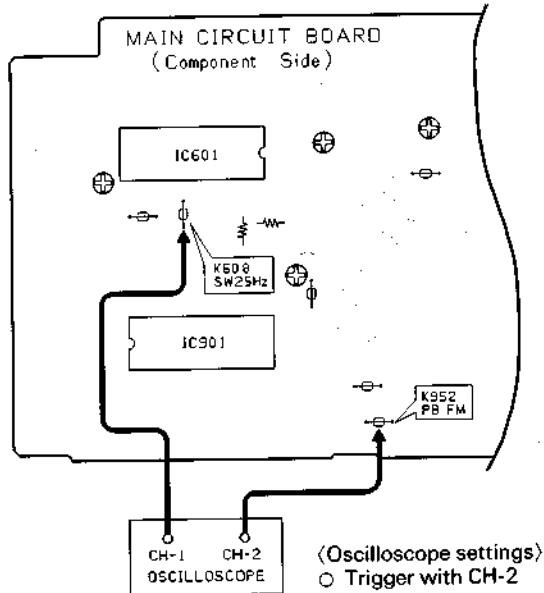 MAIN CIRCUIT BOARD
(Component Side)
IC601
K608
SW25Hz
IC901
K952
PB FM
CH-1 CH-2
OSCILLOSCOPE
⟨Oscilloscope settings⟩
○ Trigger with CH-2